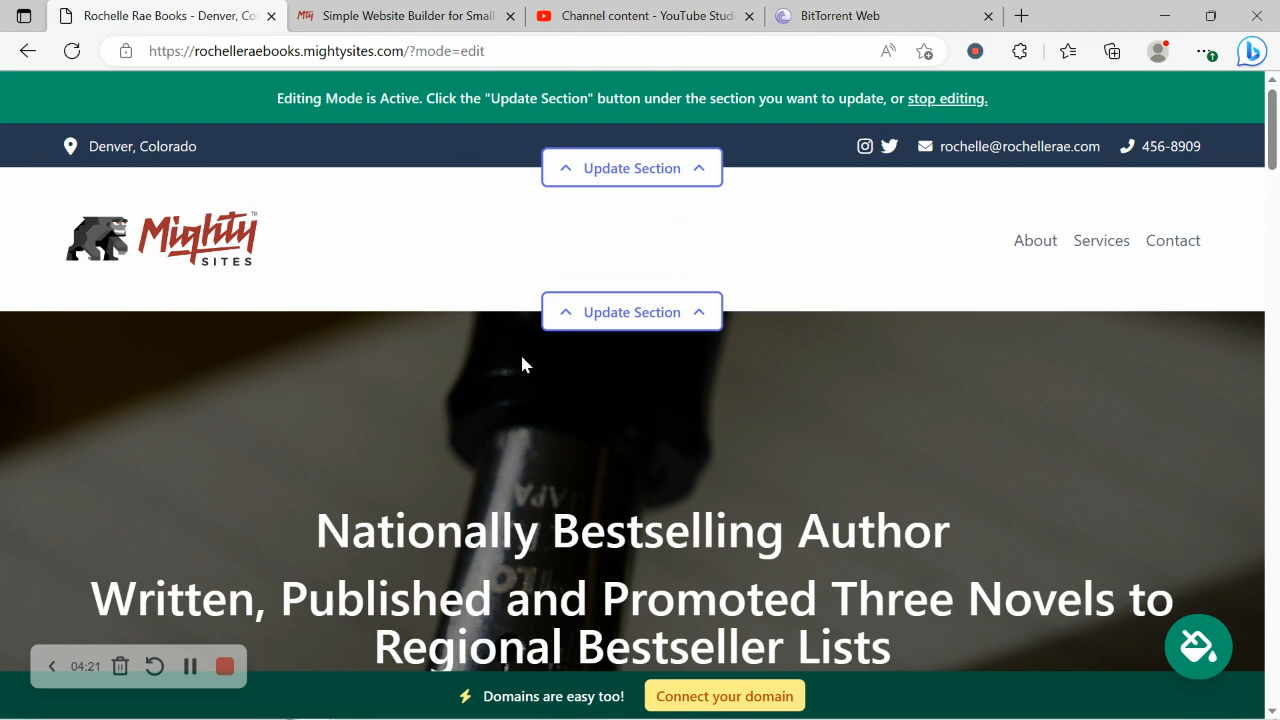 Rochelle Rae Books - Denver, Col
Simple Website Builder for Small
Channel content - YouTube Studi
BitTorrent Web
https://rochelleraebooks.mightysites.com/?mode=edit
Editing Mode is Active. Click the "Update Section" button under the section you want to update, or stop editing.
Denver, Colorado
rochelle@rochellerae.com
456-8909
Update Section
Mighty
SITES
About Services Contact
Update Section
Nationally Bestselling Author
Written, Published and Promoted Three Novels to
Regional Bestseller Lists
04:21
Domains are easy too! Connect your domain